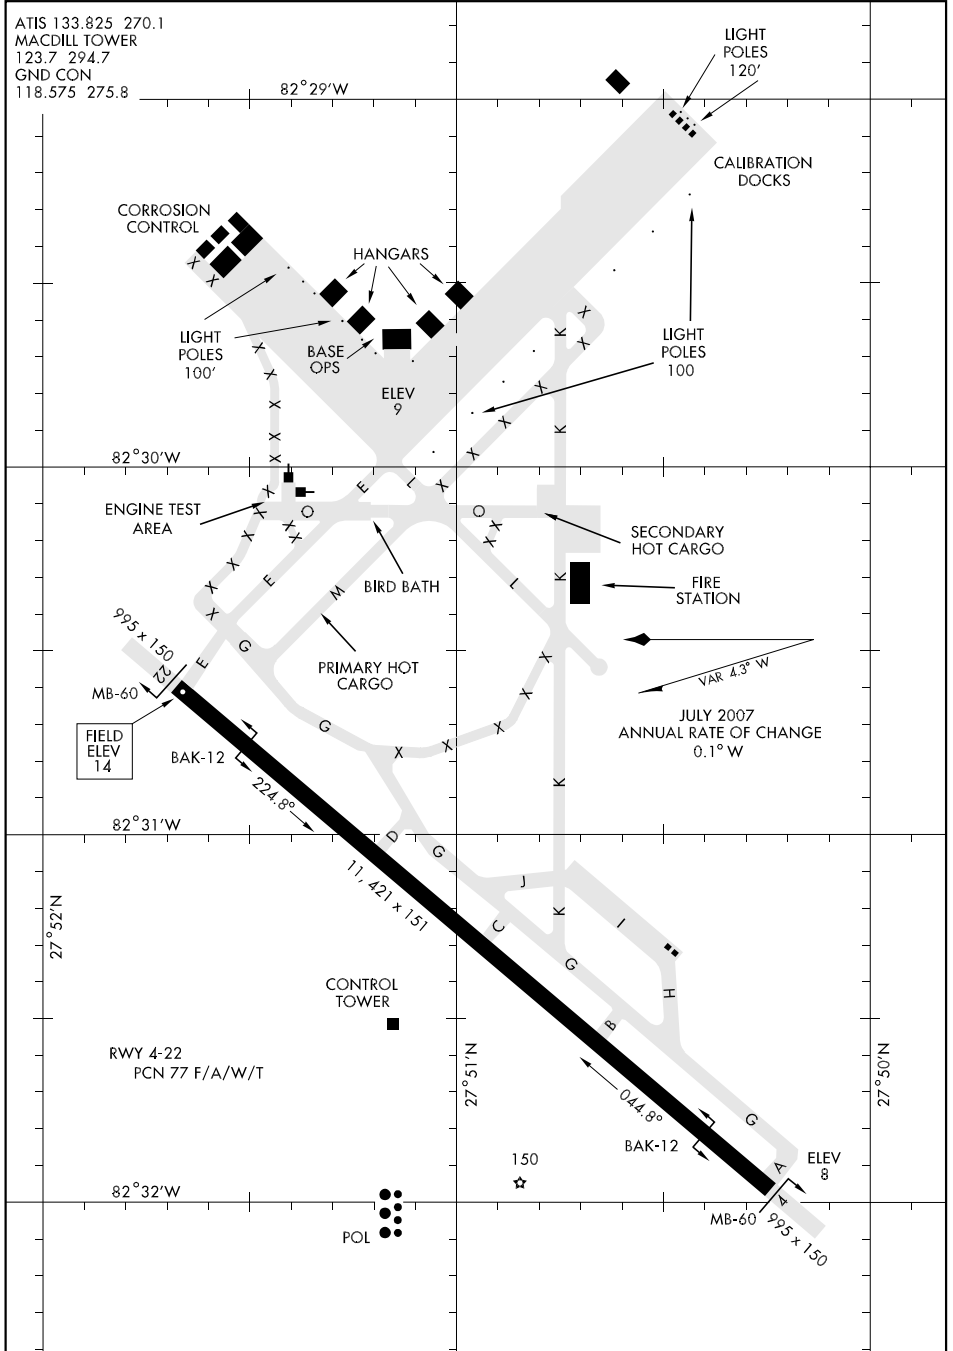 ATIS 133.825 270.1
MACDILL TOWER
123.7 294.7
GND CON
118.575 275.8
82°29'W
LIGHT
POLES
120'
CALIBRATION
DOCKS
CORROSION
CONTROL
HANGARS
X
X
LIGHT
POLES
100'
BASE
OPS
ELEV
9
LIGHT
POLES
100
K
X
X
X
X
X
X
X
X
X
X
K
X
82°30'W
E
L
X
X
X
ENGINE TEST
AREA
X
X
X
X
X
SECONDARY
HOT CARGO
BIRD BATH
X
X
E
M
L
K
FIRE
STATION
X
G
E
PRIMARY HOT
CARGO
X
X
VAR 4.3° W
995 x 150
22
MB-60
FIELD
ELEV
14
G
X
X
X
JULY 2007
ANNUAL RATE OF CHANGE
0.1° W
BAK-12
224.8°
K
82°31'W
D
G
11, 421 x 151
J
K
C
I
27°52'N
G
H
CONTROL
TOWER
B
RWY 4-22
PCN 77 F/A/W/T
27°51'N
27°50'N
044.8°
G
BAK-12
150
A
ELEV
8
82°32'W
4
MB-60
995 x 150
POL